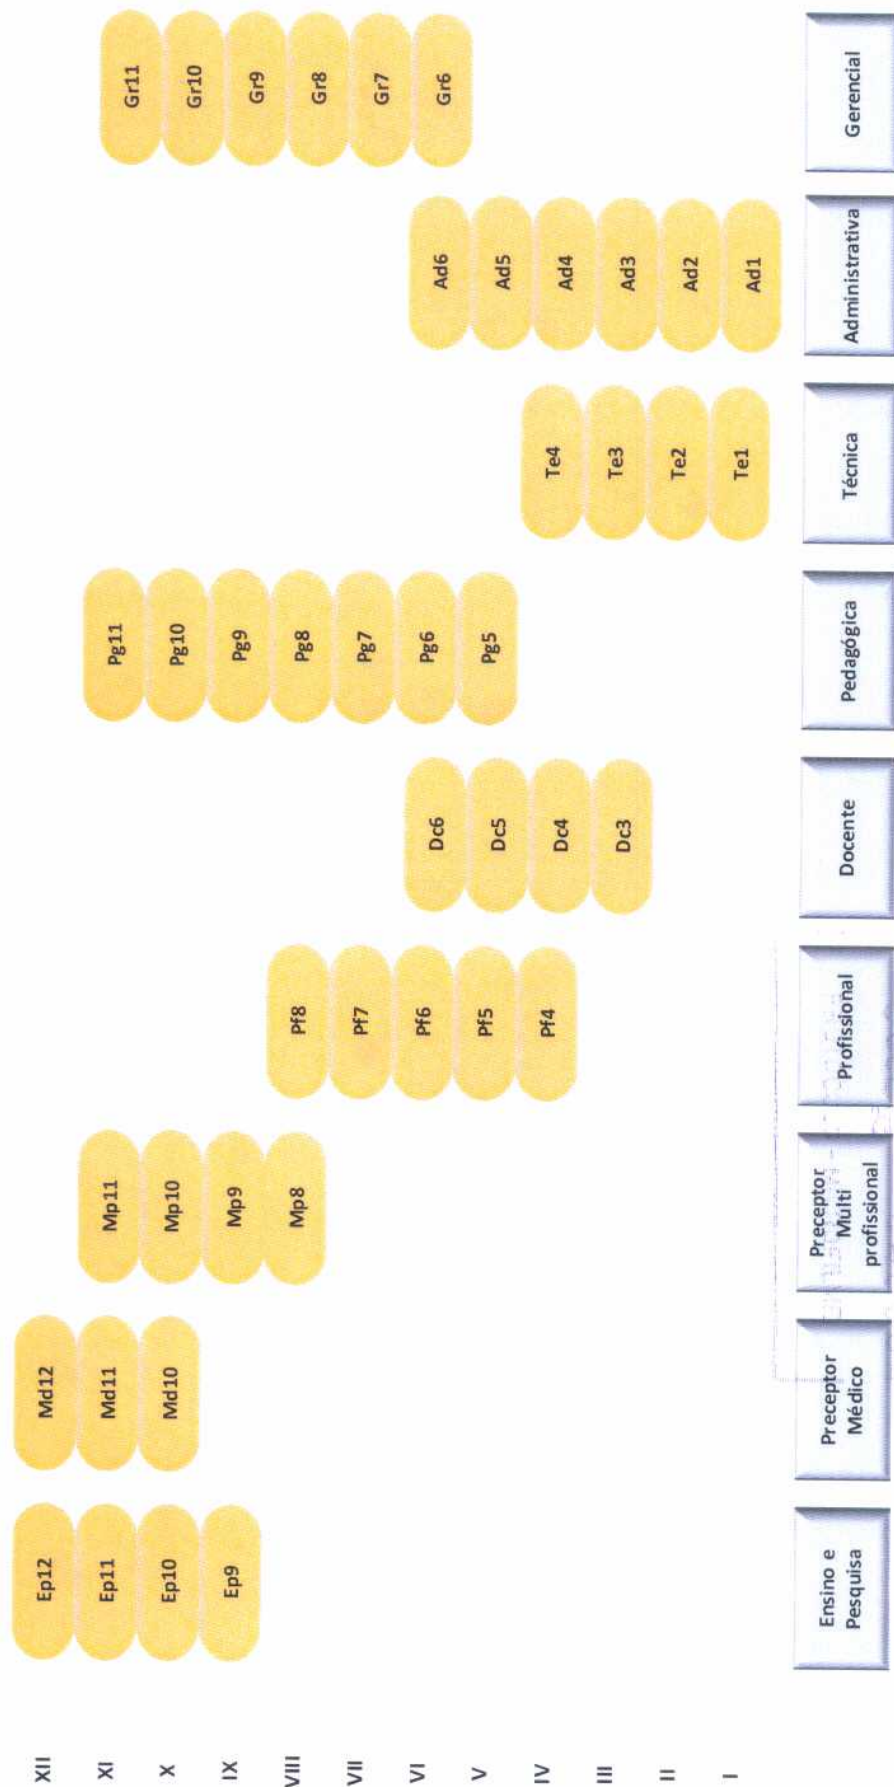 XII
XI
X
IX
VIII
VII
VI
V
IV
III
II
I
Ep12
Ep11
Ep10
Ep9
Ensino e
Pesquisa
Md12
Md11
Md10
Preceptor
Médico
Mp11
Mp10
Mp9
Mp8
Preceptor
Multi
profissional
Pf8
Pf7
Pf6
Pf5
Pf4
Profissional
Dc6
Dc5
Dc4
Dc3
Docente
Pg11
Pg10
Pg9
Pg8
Pg7
Pg6
Pg5
Pedagógica
Te4
Te3
Te2
Te1
Técnica
Ad6
Ad5
Ad4
Ad3
Ad2
Ad1
Administrativa
Gr11
Gr10
Gr9
Gr8
Gr7
Gr6
Gerencial